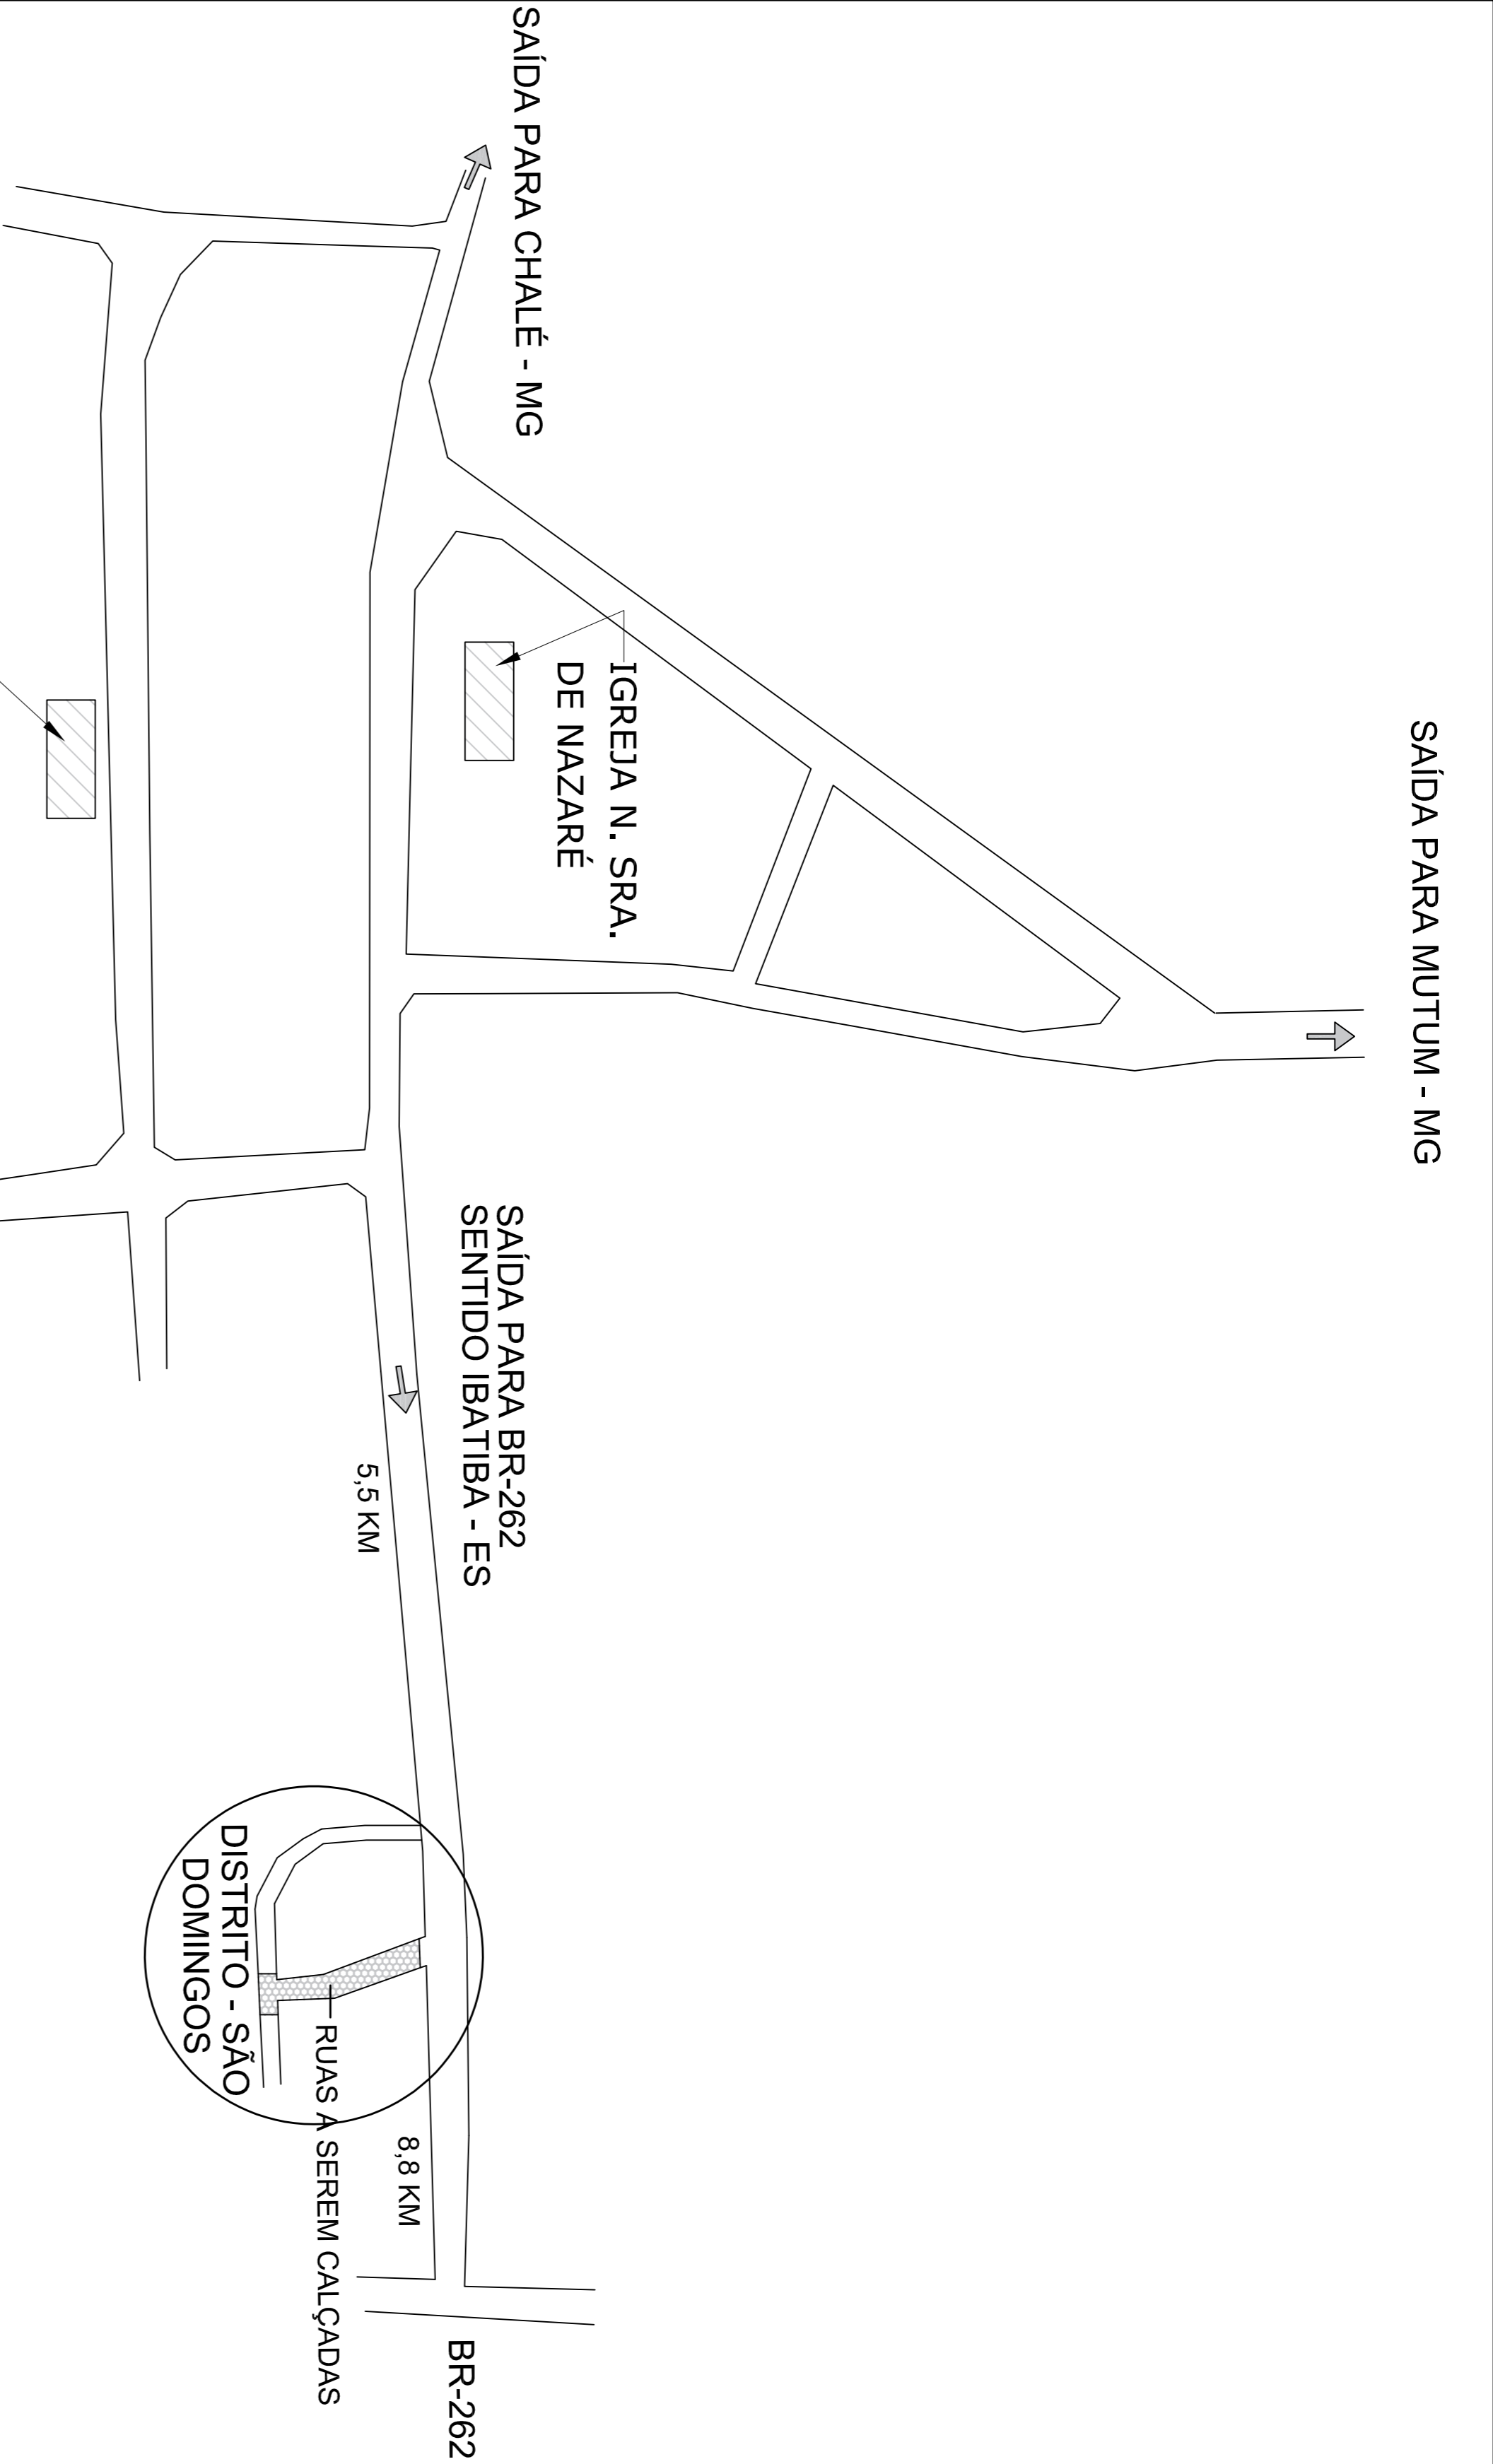 SAÍDA PARA MUTUM - MG
SAÍDA PARA CHALÉ - MG
IGREJA N. SRA.
DE NAZARÉ
SAÍDA PARA BR-262
SENTIDO IBATIBA - ES
5,5 KM
8,8 KM
BR-262
RUAS A SEREM CALÇADAS
DISTRITO - SÃO
DOMINGOS